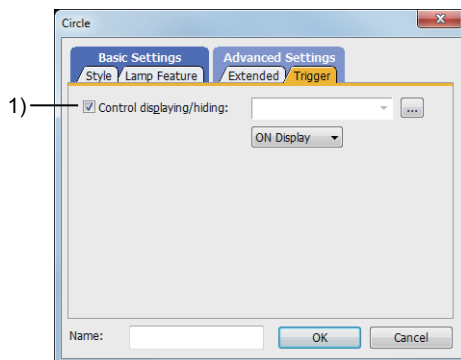 Circle
Basic Settings Advanced Settings
Style Lamp Feature Extended Trigger
1) Control displaying/hiding: ...
ON Display
Name: OK Cancel